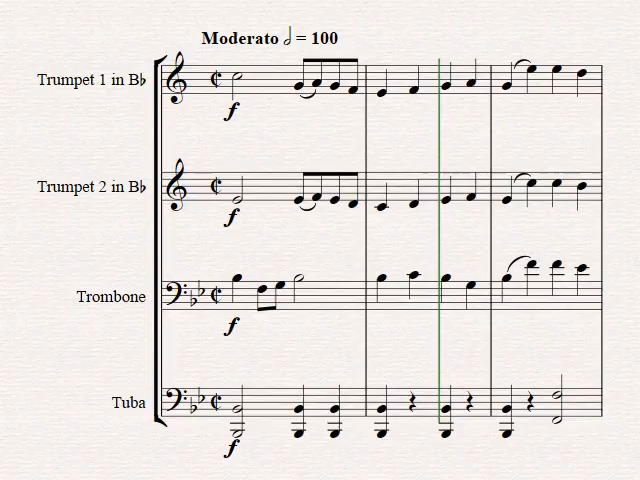 Moderato 𝅗𝅥 = 100
Trumpet 1 in B♭
f
Trumpet 2 in B♭
f
Trombone
f
Tuba
f